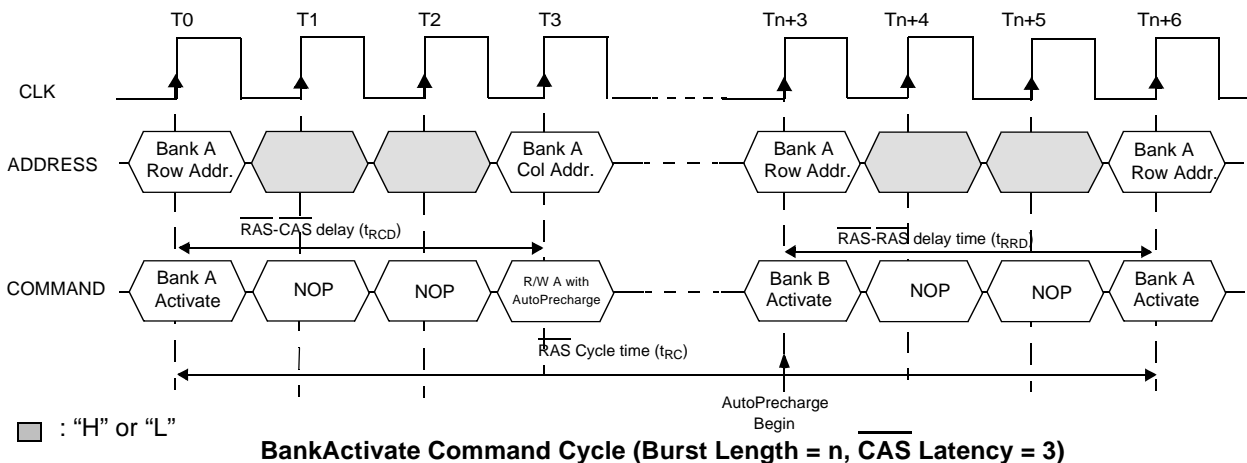 T0 T1 T2 T3 Tn+3 Tn+4 Tn+5 Tn+6
CLK
ADDRESS
Bank A
Row Addr.
Bank A
Col Addr.
Bank A
Row Addr.
Bank A
Row Addr.
RAS-CAS delay (tRCD)
RAS-RAS delay time (tRRD)
COMMAND
Bank A
Activate
NOP
NOP
R/W A with
AutoPrecharge
Bank B
Activate
NOP
NOP
Bank A
Activate
RAS Cycle time (tRC)
AutoPrecharge
Begin
: “H” or “L”
BankActivate Command Cycle (Burst Length = n, CAS Latency = 3)